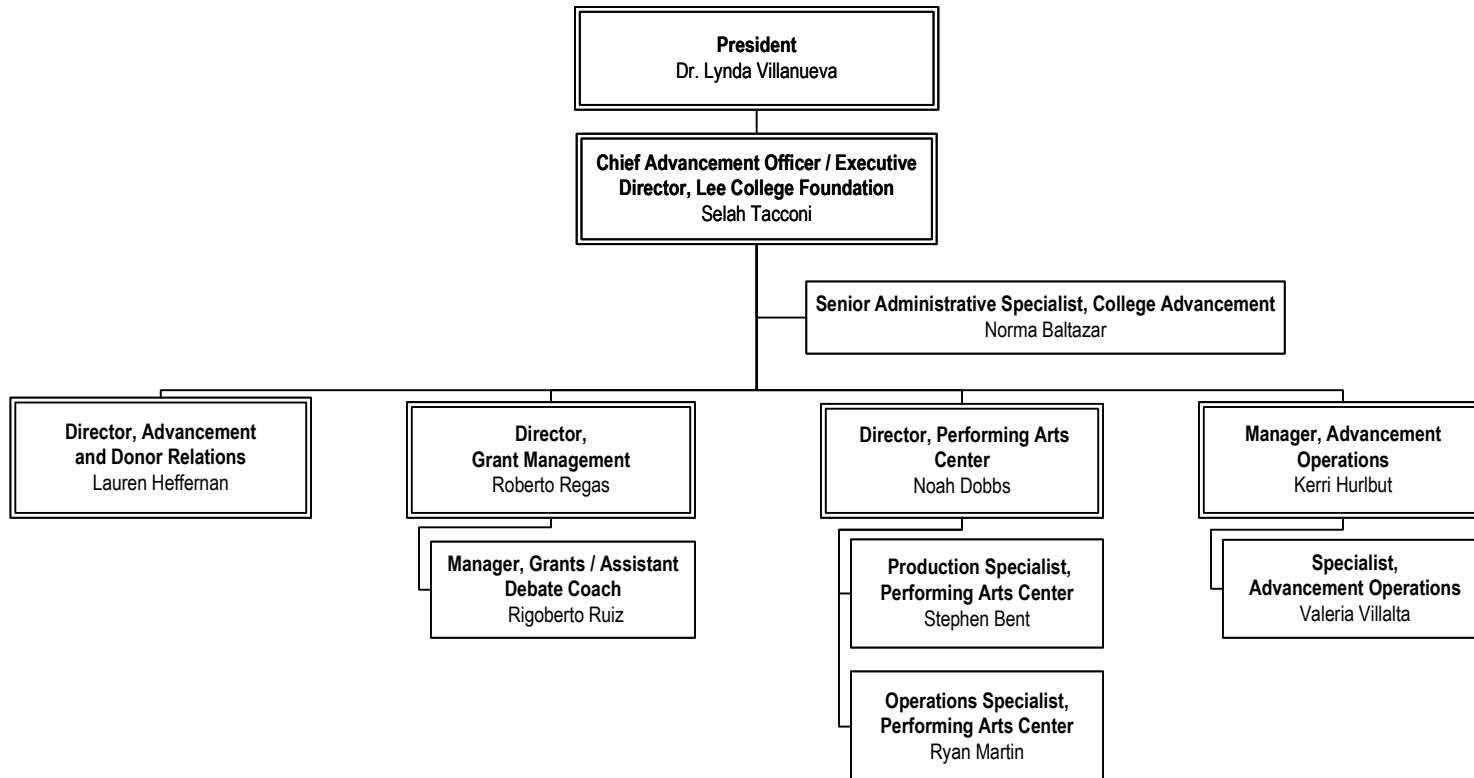 President
Dr. Lynda Villanueva
Chief Advancement Officer / Executive
Director, Lee College Foundation
Selah Tacconi
Senior Administrative Specialist, College Advancement
Norma Baltazar
Director, Advancement
and Donor Relations
Lauren Heffernan
Director,
Grant Management
Roberto Regas
Director, Performing Arts
Center
Noah Dobbs
Manager, Advancement
Operations
Kerri Hurlbut
Manager, Grants / Assistant
Debate Coach
Rigoberto Ruiz
Production Specialist,
Performing Arts Center
Stephen Bent
Specialist,
Advancement Operations
Valeria Villalta
Operations Specialist,
Performing Arts Center
Ryan Martin